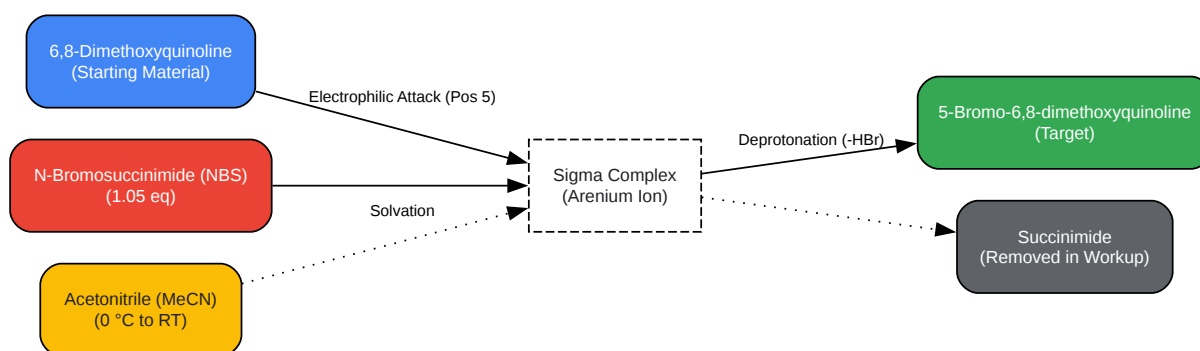 6,8-Dimethoxyquinoline
(Starting Material)
Electrophilic Attack (Pos 5)
N-Bromosuccinimide (NBS)
(1.05 eq)
Solvation
Acetonitrile (MeCN)
(0 °C to RT)
Sigma Complex
(Arenium Ion)
Deprotonation (-HBr)
5-Bromo-6,8-dimethoxyquinoline
(Target)
Succinimide
(Removed in Workup)